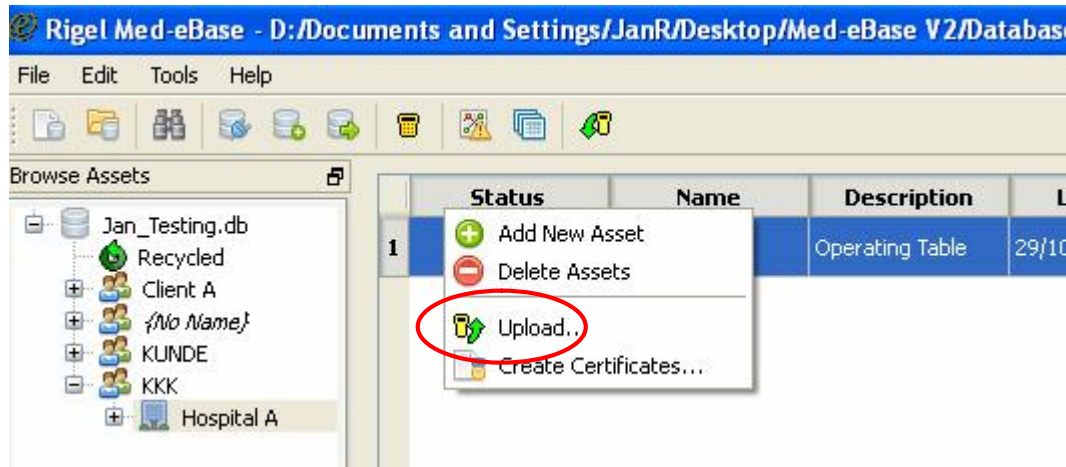 Rigel Med-eBase - D:/Documents and Settings/JanR/Desktop/Med-eBase V2/Databas
File Edit Tools Help
Browse Assets
Jan_Testing.db
Recycled
Client A
{No Name}
KUNDE
KKK
Hospital A
Status Name Description L
1 Operating Table 29/10
Add New Asset
Delete Assets
Upload..
Create Certificates...